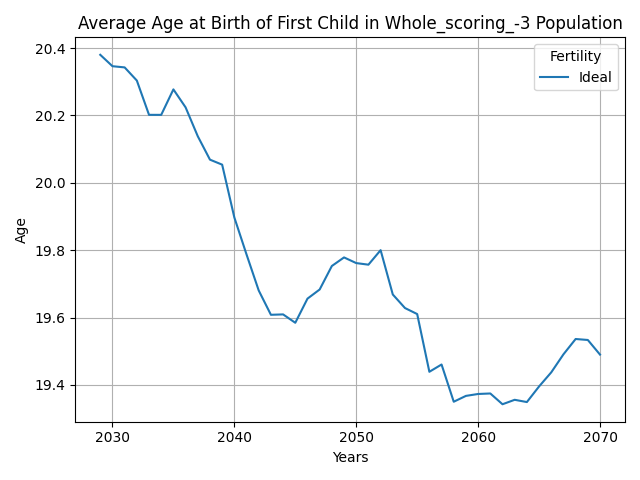 Average Age at Birth of First Child in Whole_scoring_-3 Population
Fertility
Ideal
Age
20.4
20.2
20.0
19.8
19.6
19.4
2030 2040 2050 2060 2070
Years